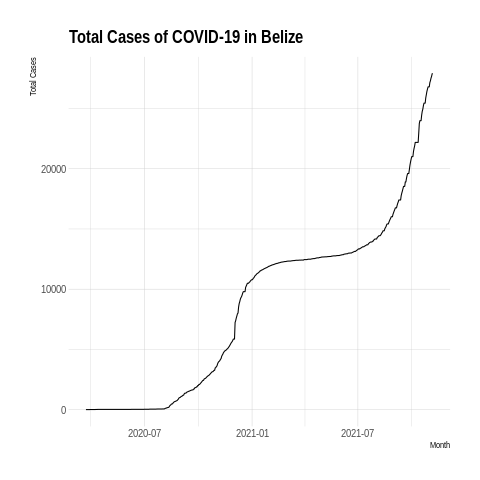 Total Cases of COVID-19 in Belize
Total Cases
20000
10000
0
2020-07 2021-01 2021-07
Month